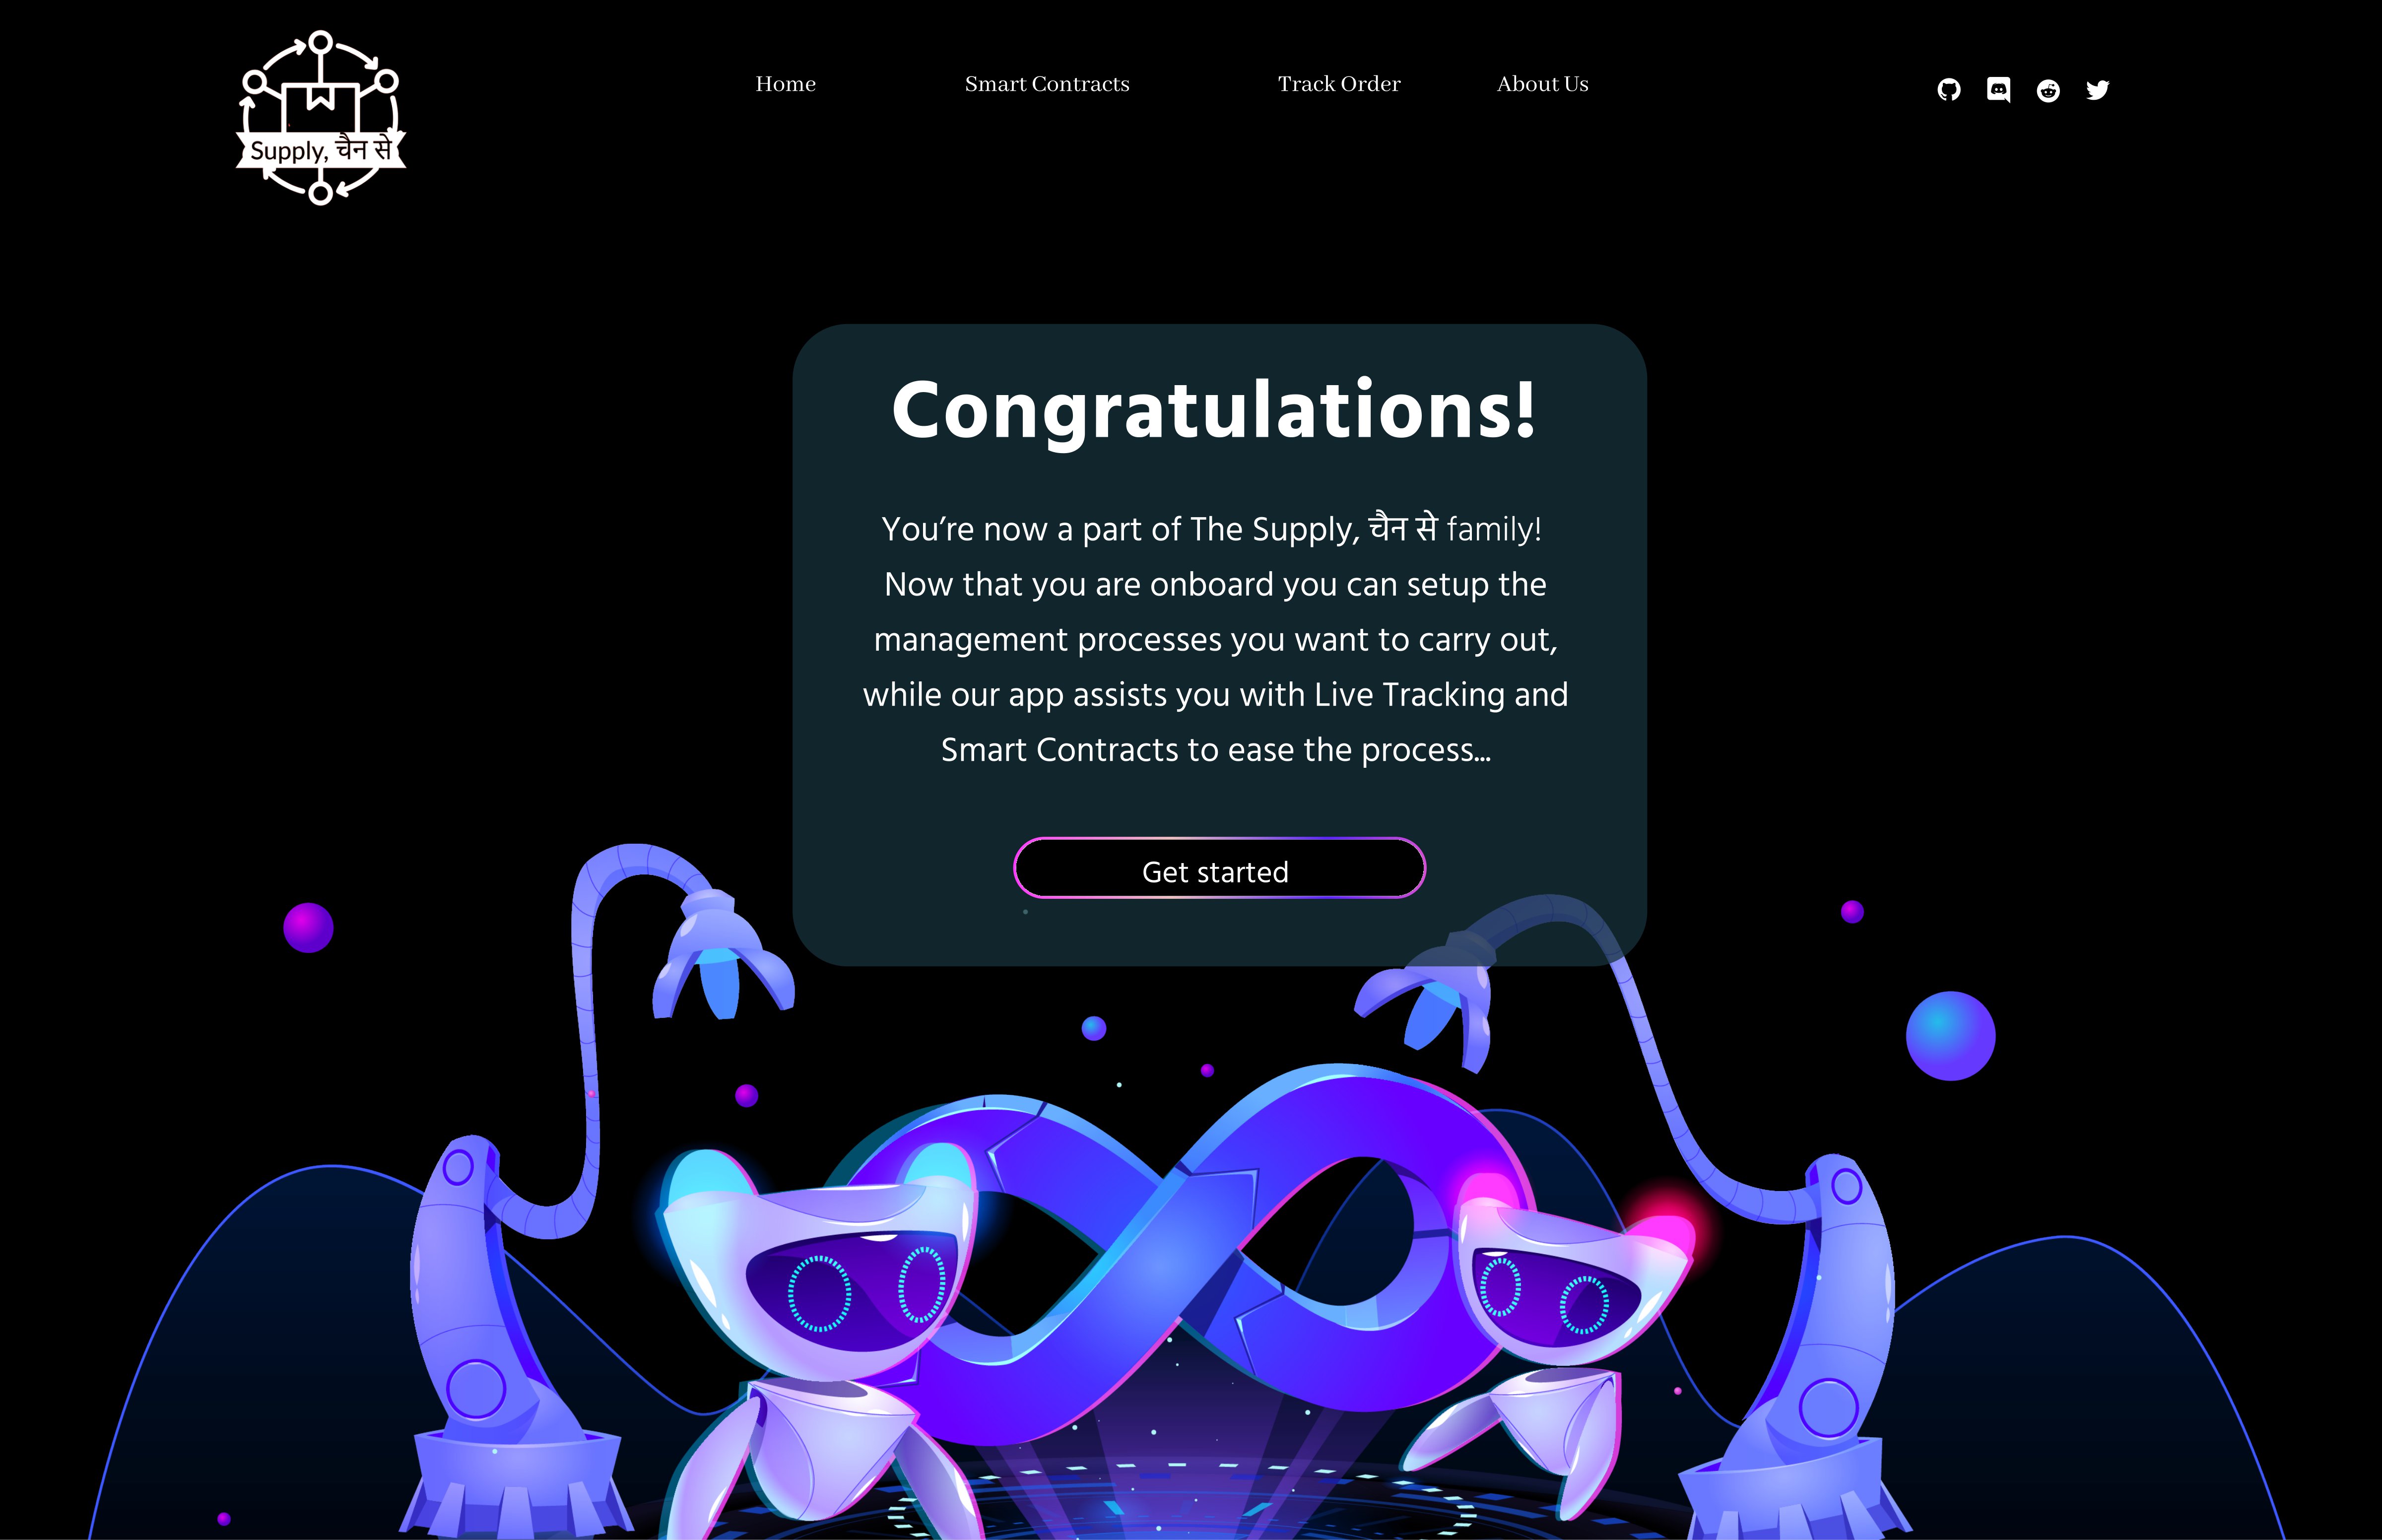 Supply, चैन से
Home
Smart Contracts
Track Order
About Us
Congratulations!
You’re now a part of The Supply, चैन से family!
Now that you are onboard you can setup the
management processes you want to carry out,
while our app assists you with Live Tracking and
Smart Contracts to ease the process...
Get started